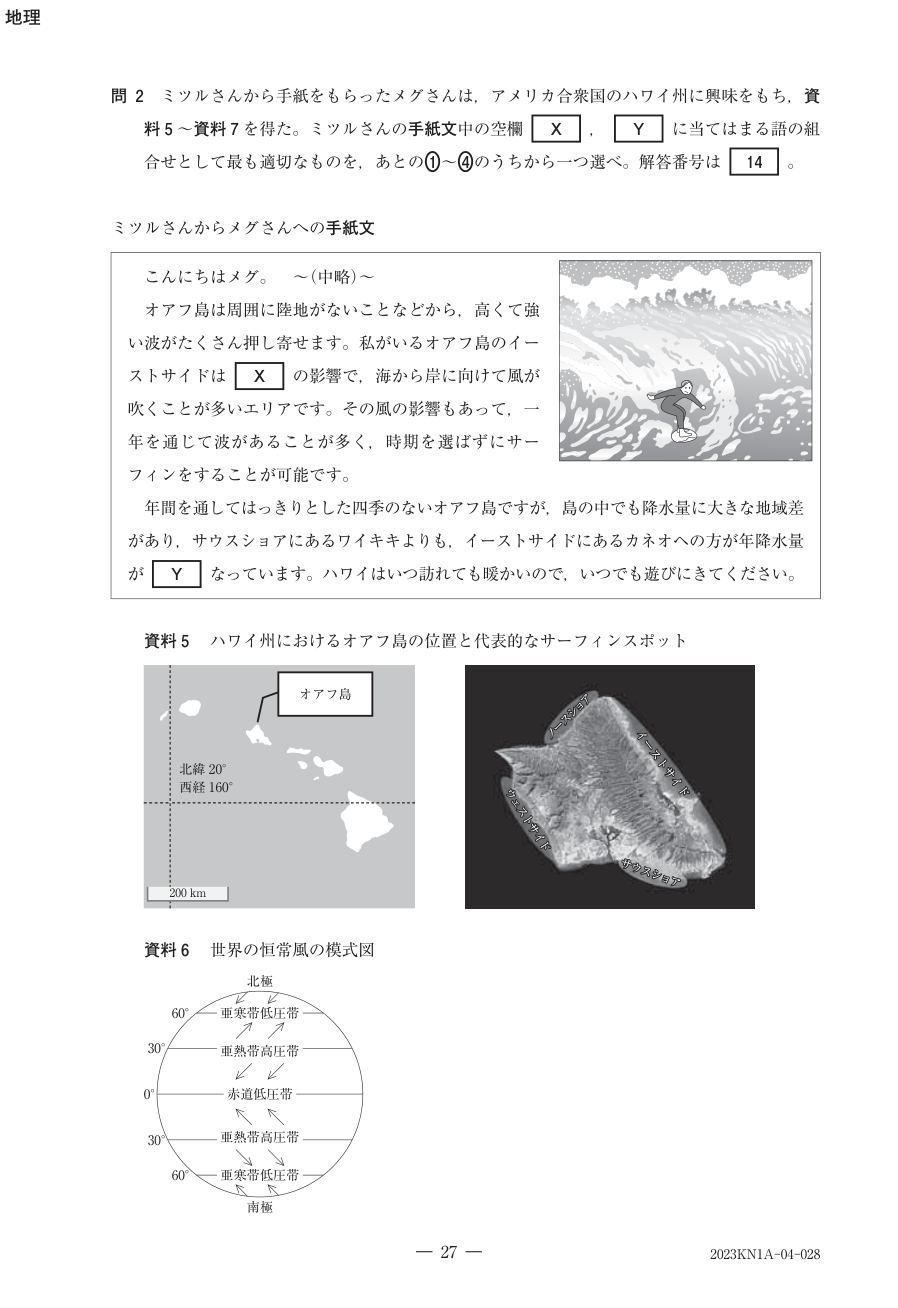 地理
問 2 ミツルさんから手紙をもらったメグさんは，アメリカ合衆国のハワイ州に興味をもち，資
料5～資料7を得た。ミツルさんの手紙文中の空欄 X ， Y に当てはまる語の組
合せとして最も適切なものを，あとの①～④のうちから一つ選べ。解答番号は 14 。
ミツルさんからメグさんへの手紙文
こんにちはメグ。 ～(中略)～
オアフ島は周囲に陸地がないことなどから，高くて強
い波がたくさん押し寄せます。私がいるオアフ島のイー
ストサイドは X の影響で，海から岸に向けて風が
吹くことが多いエリアです。その風の影響もあって，一
年を通じて波があることが多く，時期を選ばずにサー
フィンをすることが可能です。
年間を通してはっきりとした四季のないオアフ島ですが，島の中でも降水量に大きな地域差
があり，サウスショアにあるワイキキよりも，イーストサイドにあるカネオヘの方が年降水量
が Y なっています。ハワイはいつ訪れても暖かいので，いつでも遊びにきてください。
資料5 ハワイ州におけるオアフ島の位置と代表的なサーフィンスポット
オアフ島
北緯 20°
西経 160°
200 km
ノースショア
イーストサイド
ウェストサイド
サウスショア
資料6 世界の恒常風の模式図
北極
60° 亜寒帯低圧帯
30° 亜熱帯高圧帯
0° 赤道低圧帯
30° 亜熱帯高圧帯
60° 亜寒帯低圧帯
南極
― 27 ―
2023KN1A-04-028